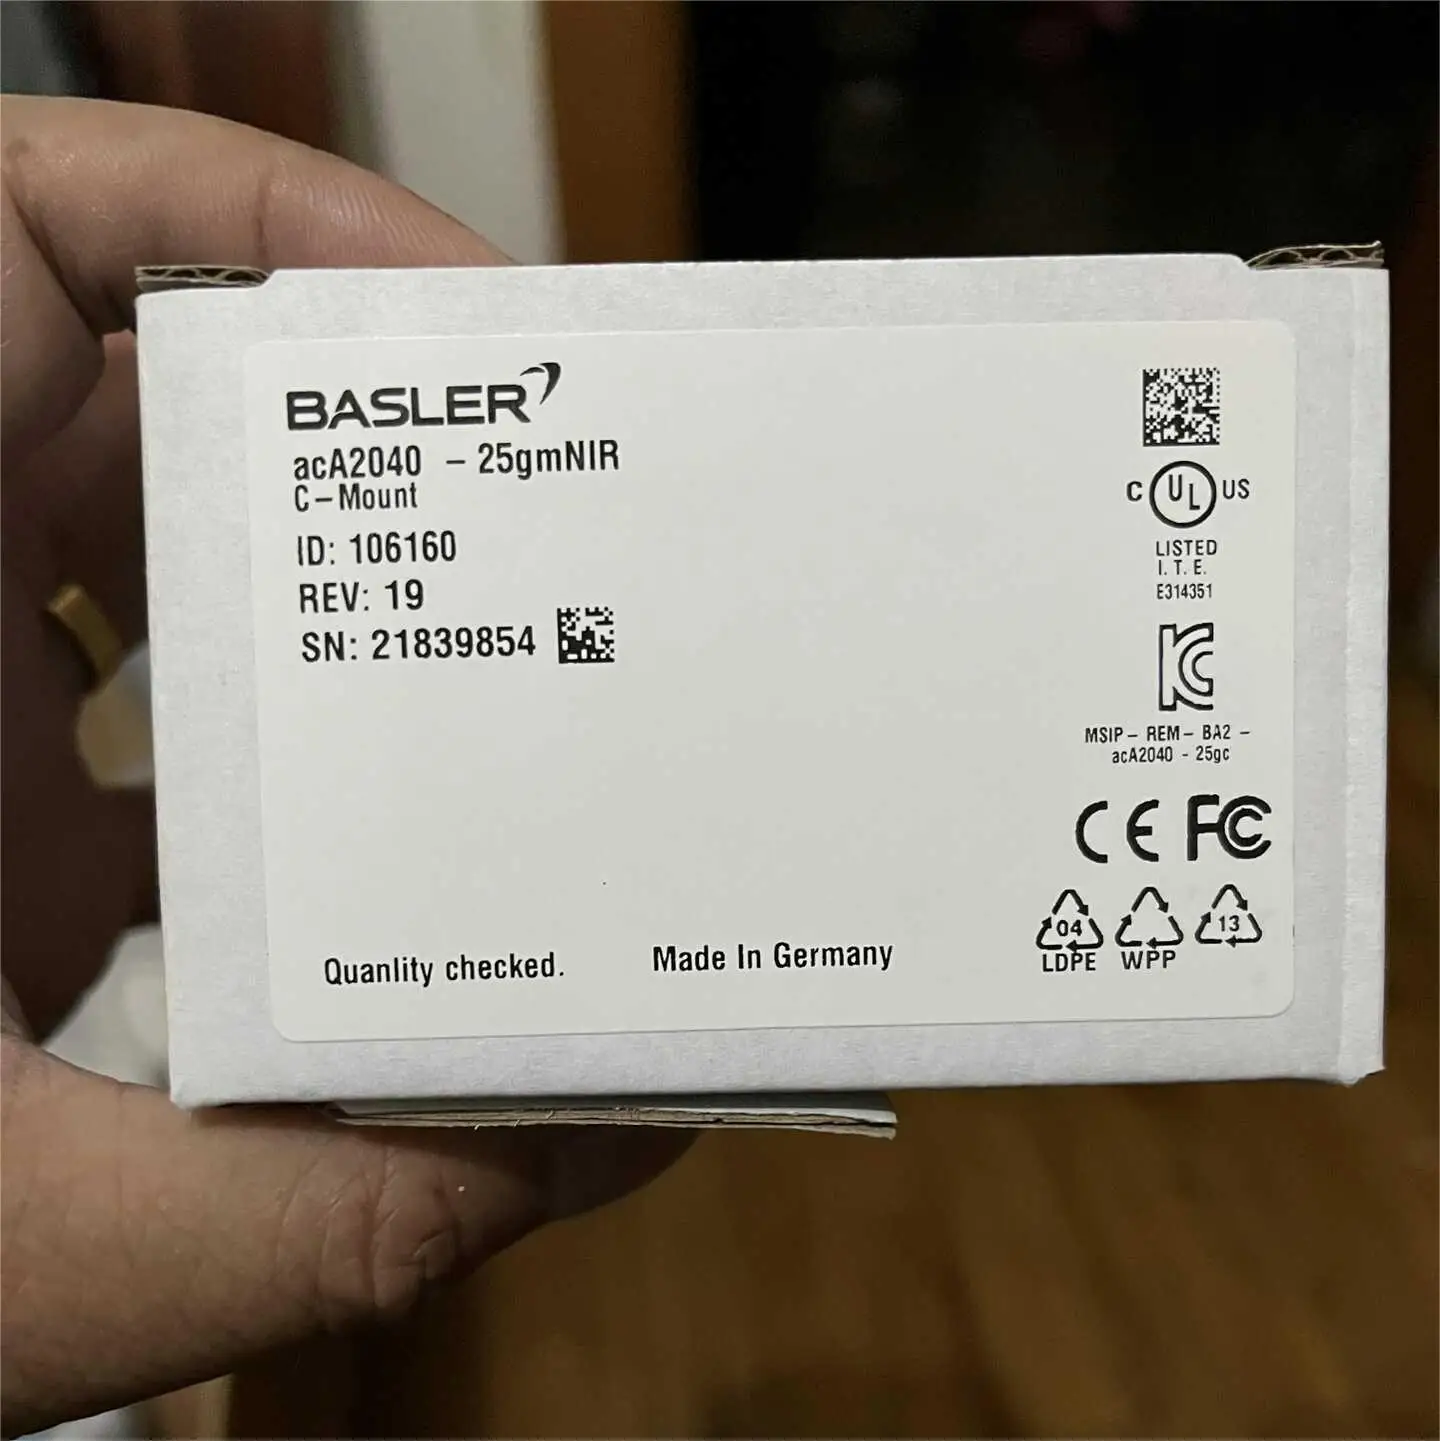 BASLER
acA2040 - 25gmNIR
C-Mount
ID: 106160
REV: 19
SN: 21839854
Quanlity checked.
Made In Germany
C UL US
LISTED
I. T. E.
E314351
KC
MSIP - REM - BA2 -
acA2040 - 25gc
CE FC
04 13
LDPE WPP